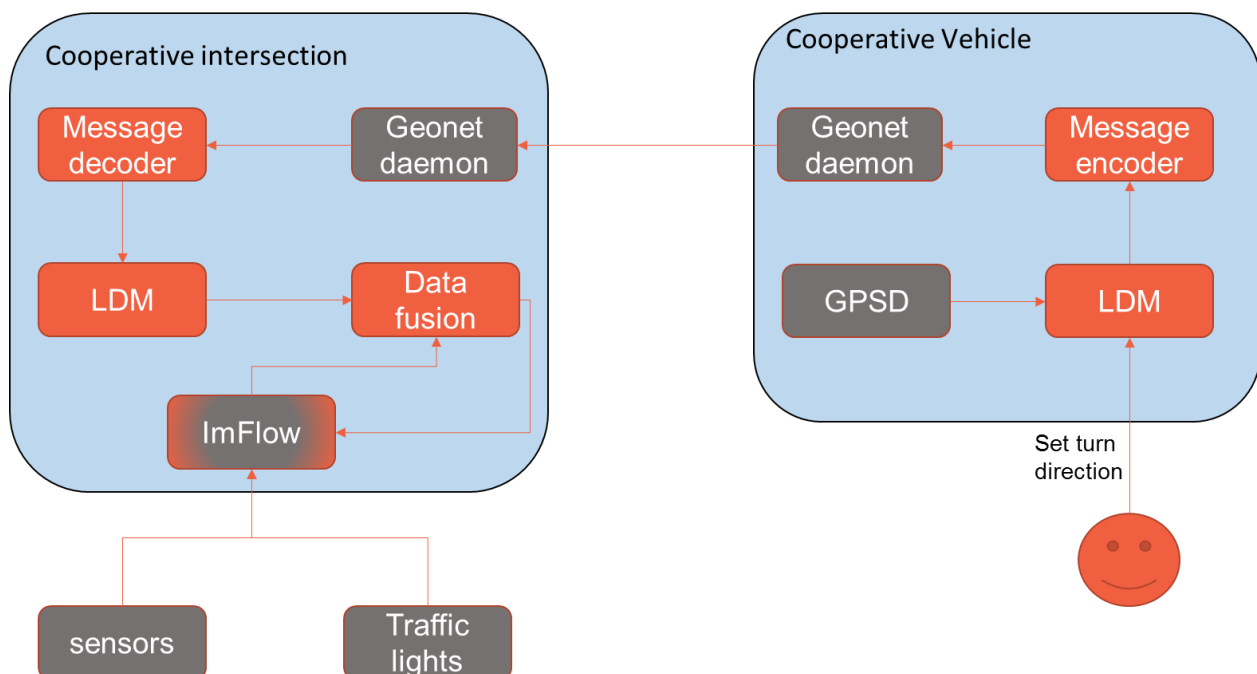 Cooperative intersection
Message
decoder
Geonet
daemon
LDM
Data
fusion
ImFlow
sensors
Traffic
lights
Cooperative Vehicle
Geonet
daemon
Message
encoder
GPSD
LDM
Set turn
direction